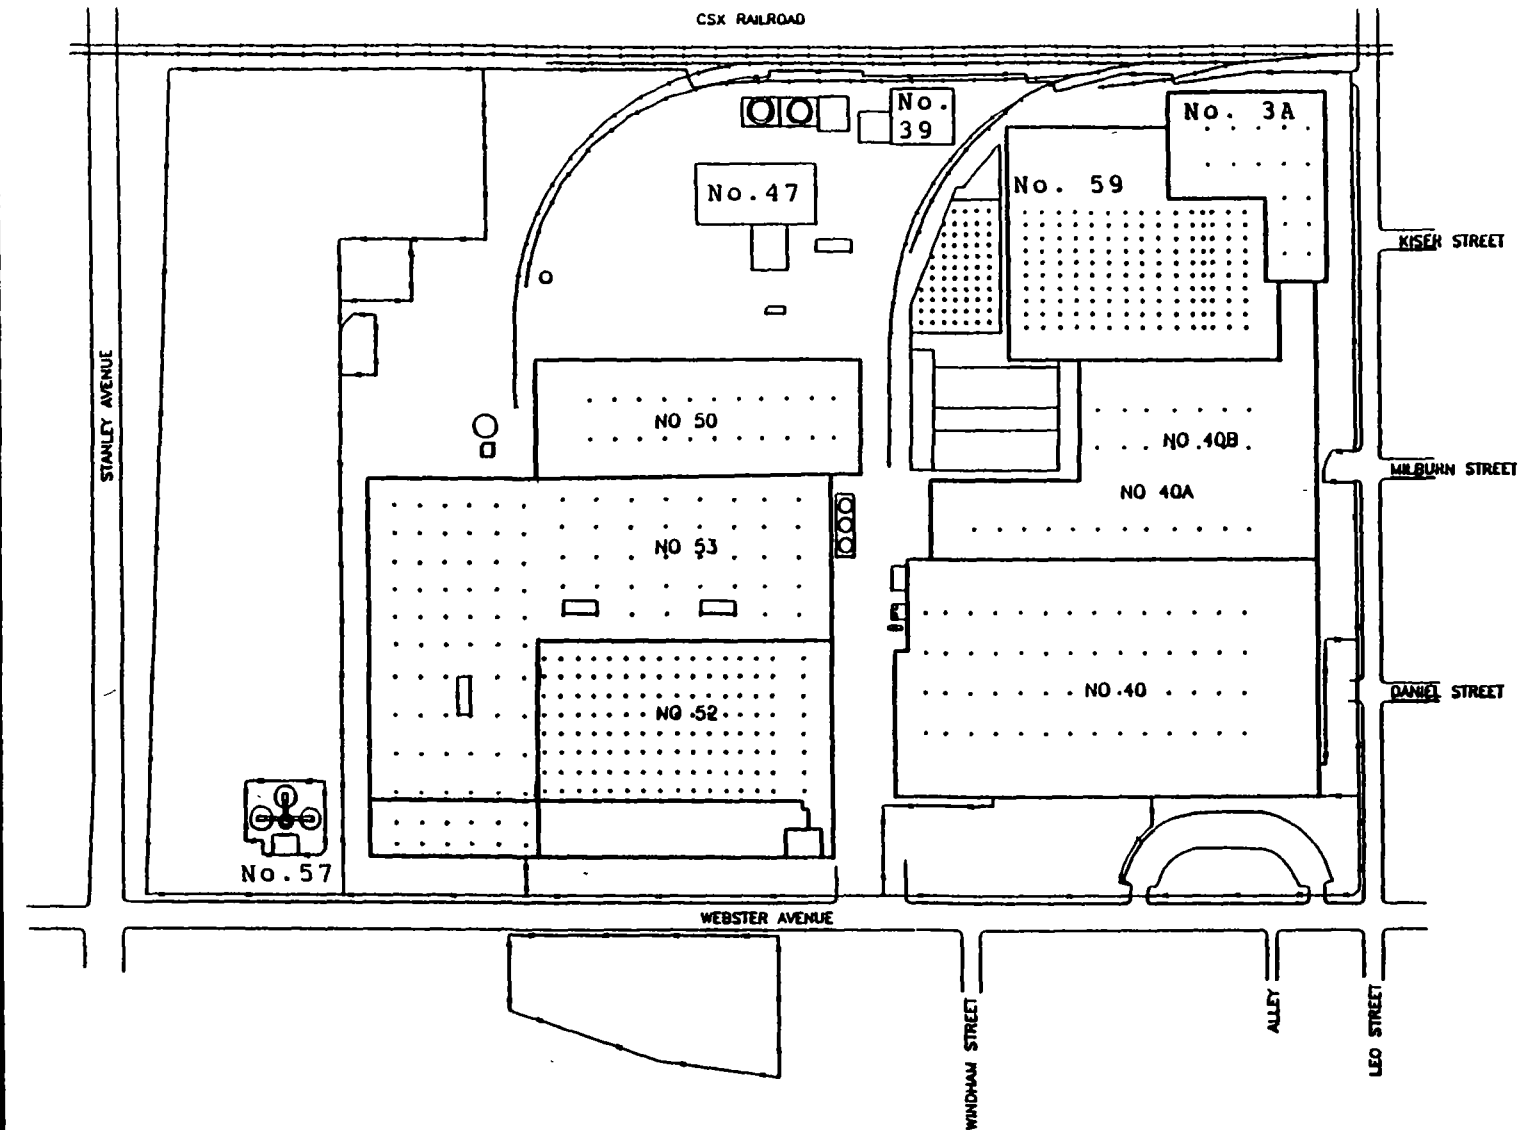 CSX RAILROAD
No.
39
No. 3A
No.47
No. 59
KISER STREET
STANLEY AVENUE
NO 50
NO.40B
MILBURN STREET
NO 40A
NO 53
NO.40
DANIEL STREET
NO.52
No.57
WEBSTER AVENUE
WINDHAM STREET
ALLEY
LEO STREET